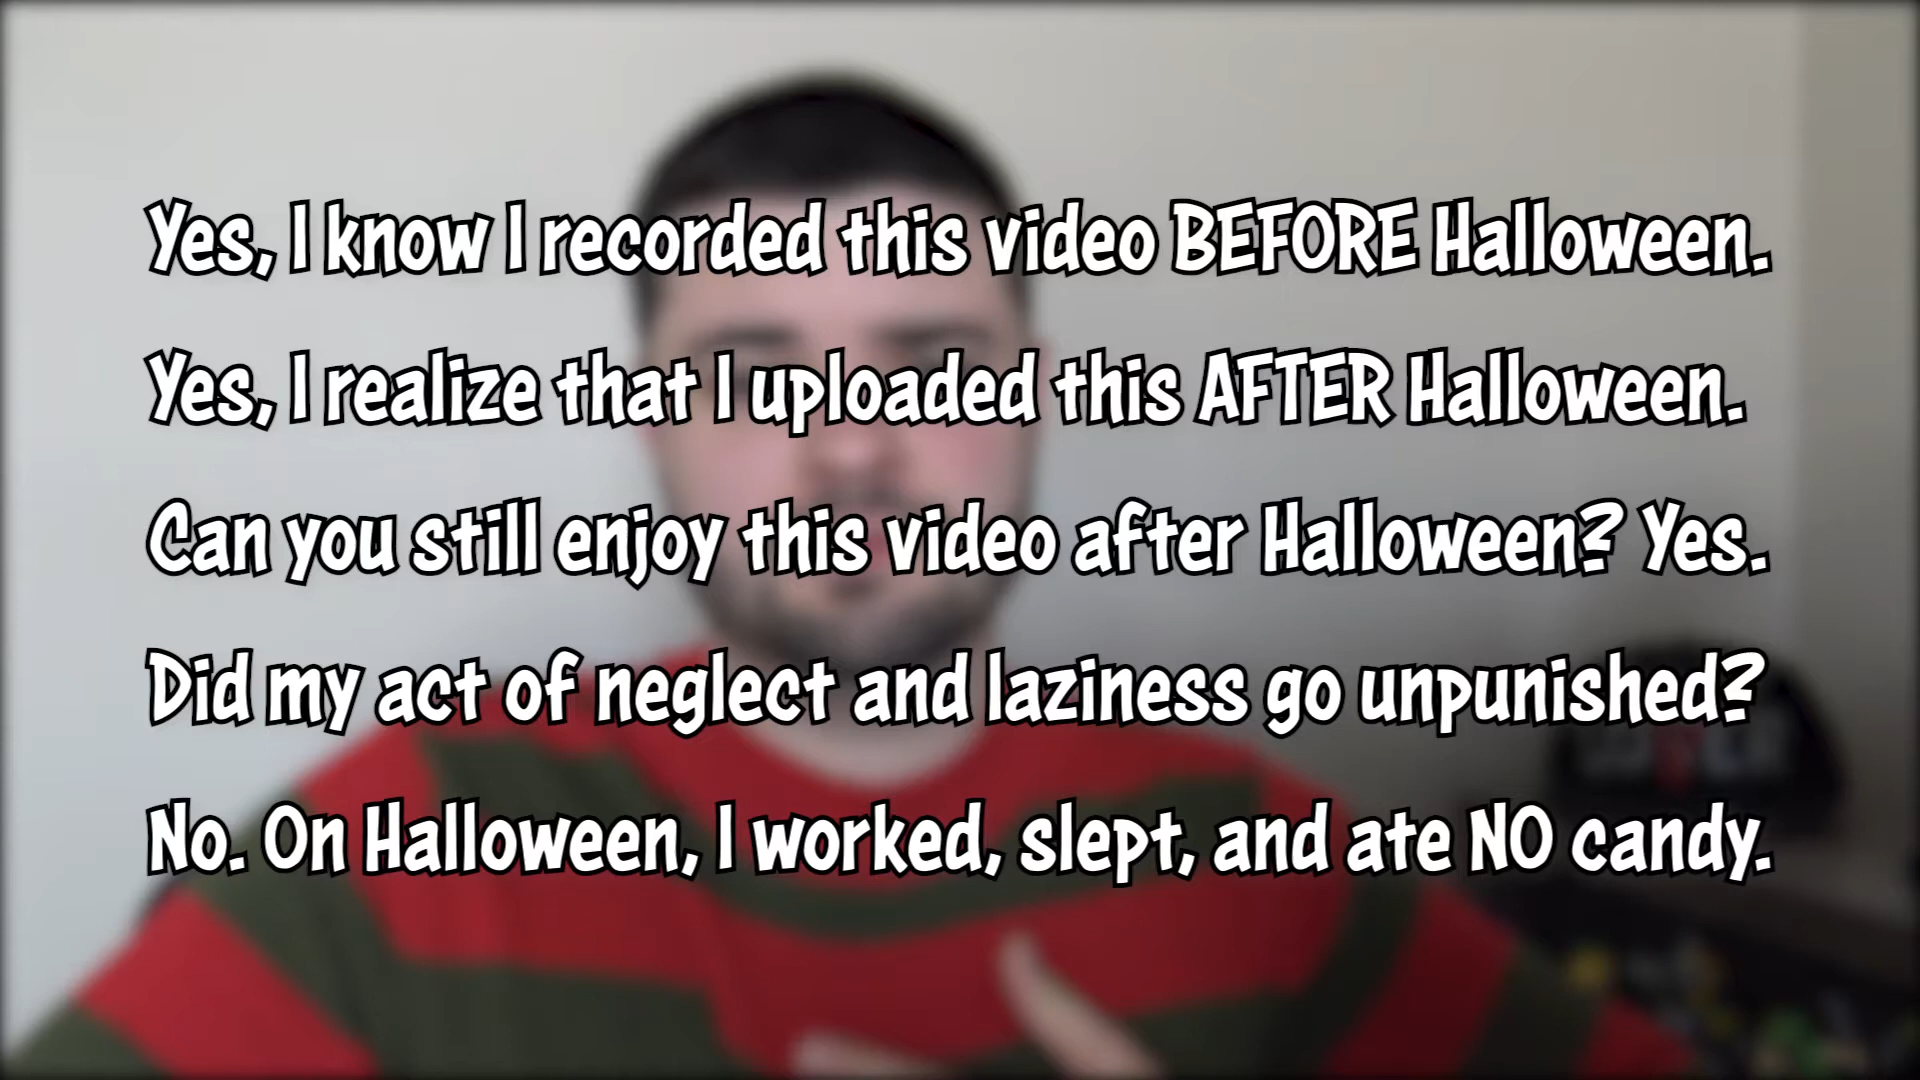 Yes, I know I recorded this video BEFORE Halloween.
Yes, I realize that I uploaded this AFTER Halloween.
Can you still enjoy this video after Halloween? Yes.
Did my act of neglect and laziness go unpunished?
No. On Halloween, I worked, slept, and ate NO candy.